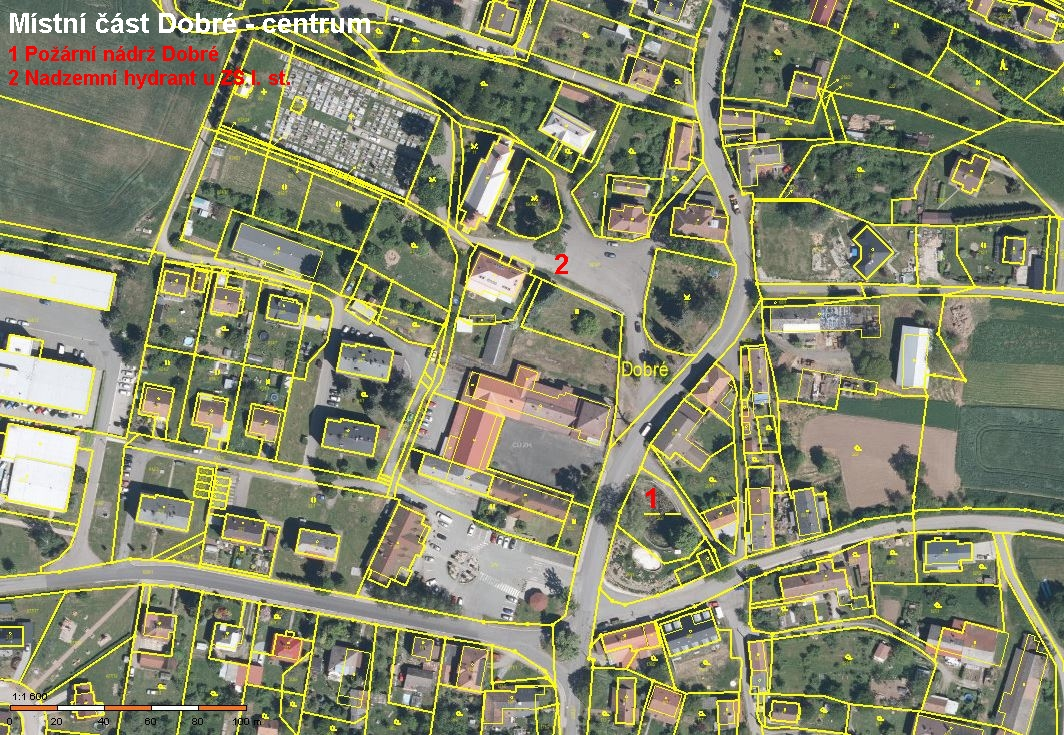 Místní část Dobré - centrum
1 Požární nádrž Dobré
2 Nadzemní hydrant u ZŠ I. st.
2
Dobré
1
1:1 600
0 20 40 60 80 100 m